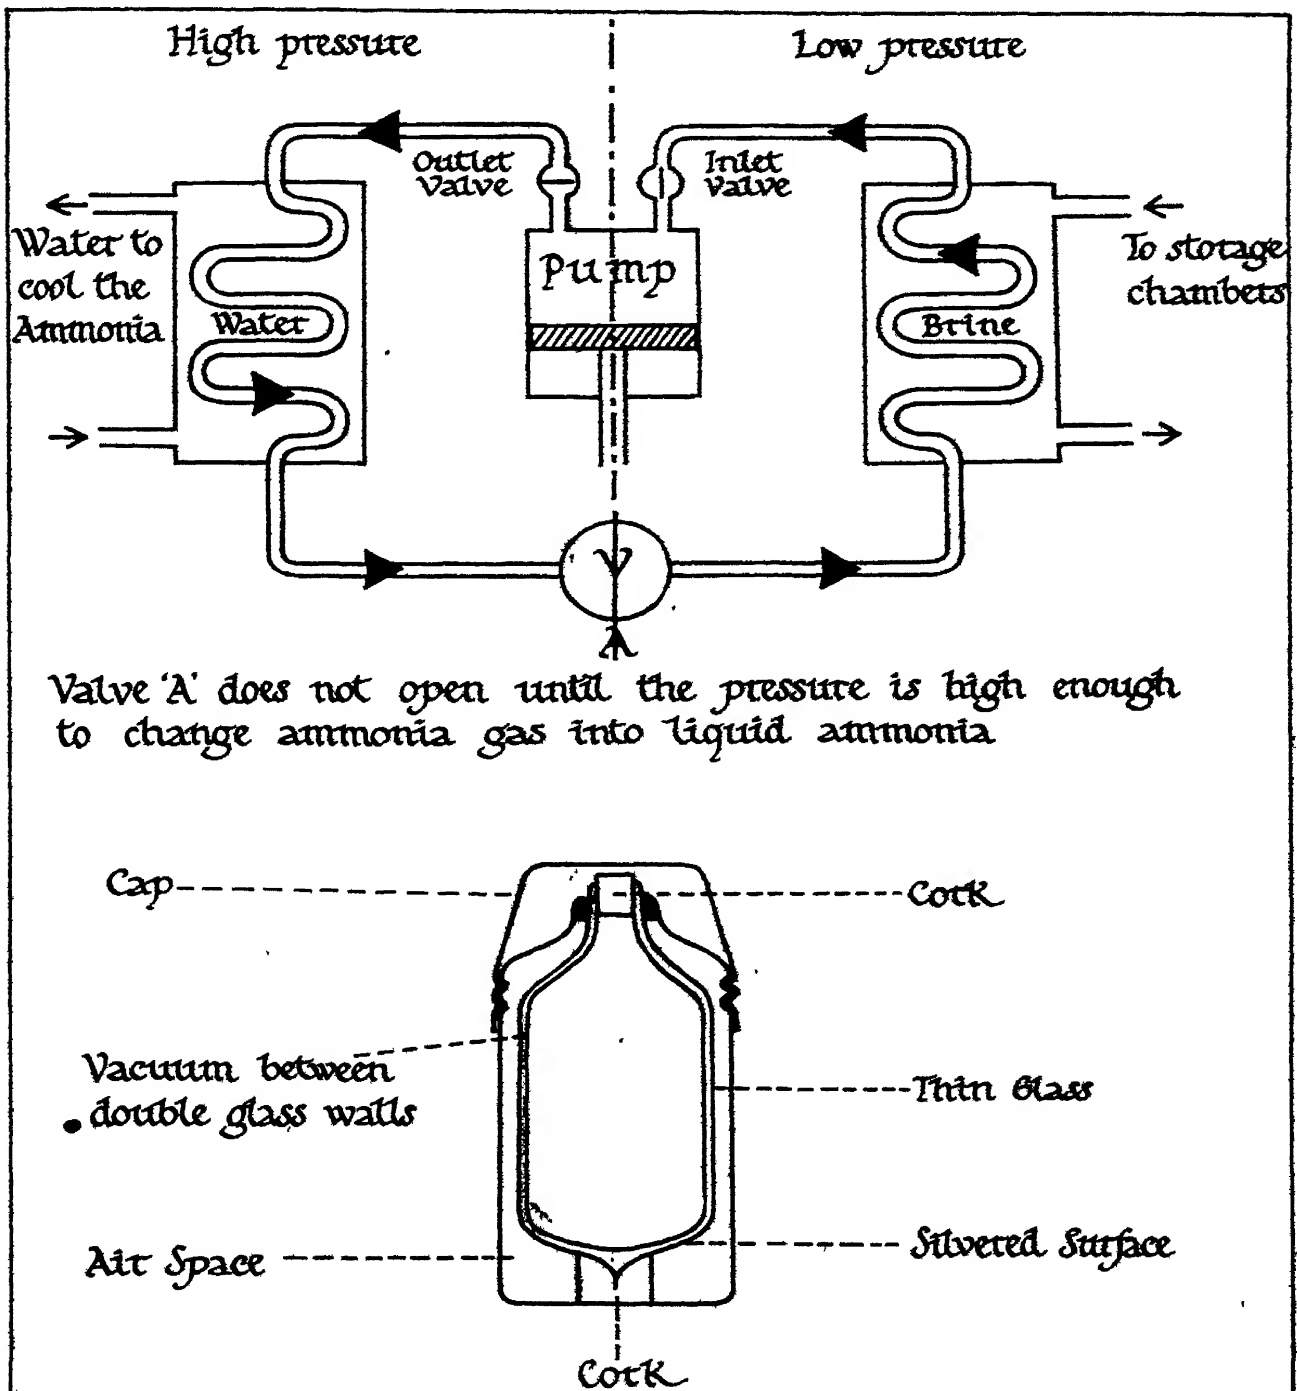 High pressure
Low pressure
Outlet
Valve
Inlet
valve
Water to
cool the
Ammonia
Water
Pump
Brine
To storage
chambers
V
A
Valve 'A' does not open until the pressure is high enough
to change ammonia gas into liquid ammonia
Cap
Cork
Vacuum between
double glass walls
Thin Glass
Air Space
Silvered Surface
Cork